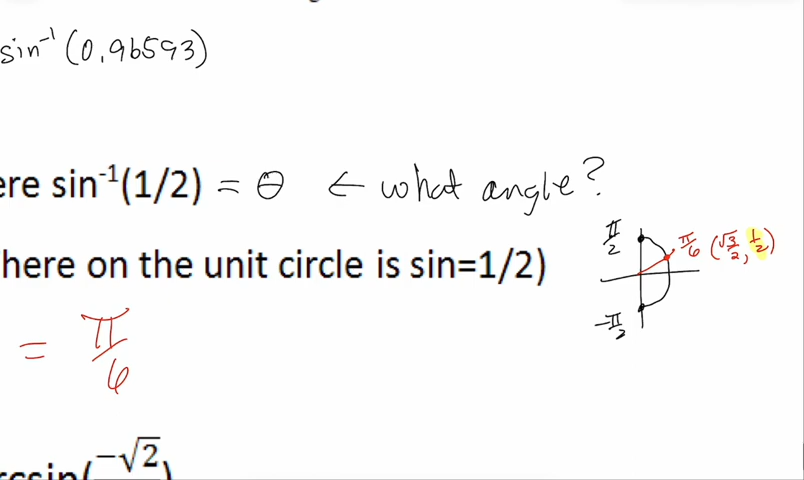 sin⁻¹(0.96593)
ere sin⁻¹(1/2) = θ ← what angle?
π/2
π/6 (√3/2, 1/2)
here on the unit circle is sin=1/2)
-π/2
= π/6
rcsin(-√2)